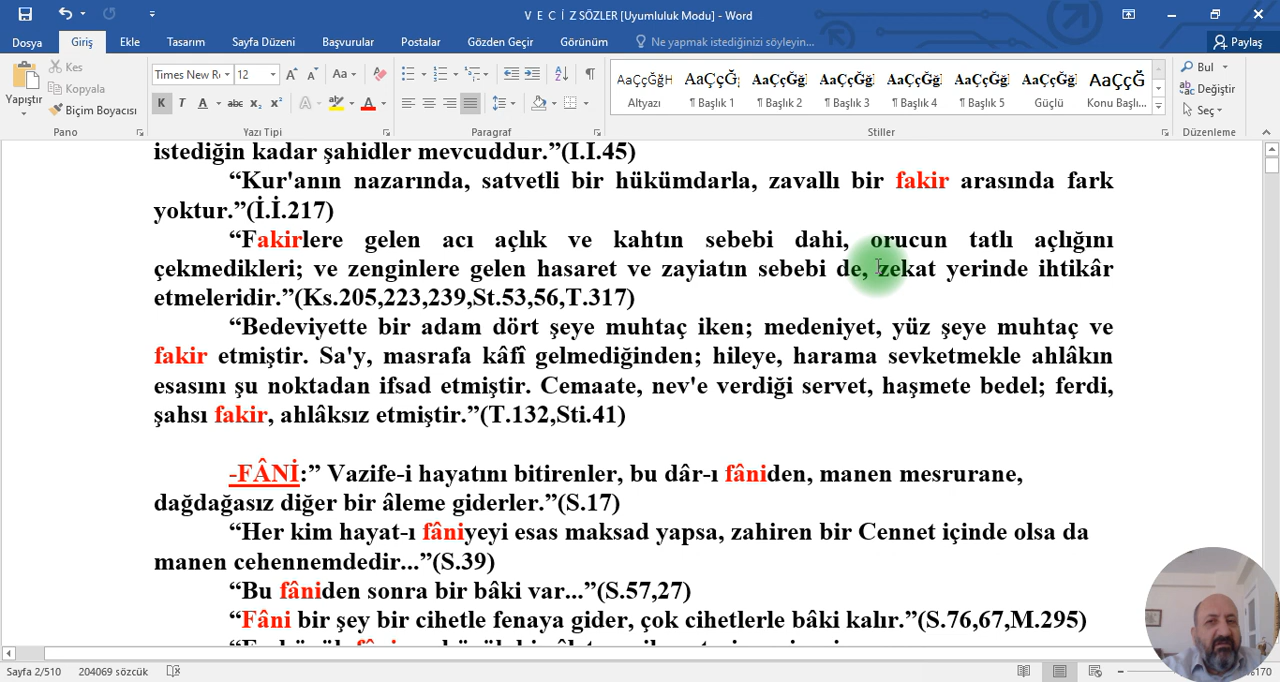 V E C İ Z SÖZLER [Uyumluluk Modu] - Word
Dosya Giriş Ekle Tasarım Sayfa Düzeni Başvurular Postalar Gözden Geçir Görünüm Ne yapmak istediğinizi söyleyin... Paylaş
Yapıştır
Kes
Kopyala
Biçim Boyacısı
Times New Ro 12
AaÇçĞğH AaÇçĞ; AaÇçĞğ AaÇçĞğ AaÇçĞğ AaÇçĞğ AaÇçĞğ AaÇçĞ
Altyazı ¶ Başlık 1 ¶ Başlık 2 ¶ Başlık 3 ¶ Başlık 4 ¶ Başlık 5 Güçlü Konu Başlı...
Bul
Değiştir
Seç
Pano Yazı Tipi Paragraf Stiller Düzenleme
istediğin kadar şahidler mevcuddur.”(İ.İ.45)
“Kur'anın nazarında, satvetli bir hükümdarla, zavallı bir fakir arasında fark
yoktur.”(İ.İ.217)
“Fakirlere gelen acı açlık ve kahtın sebebi dahi, orucun tatlı açlığını
çekmedikleri; ve zenginlere gelen hasaret ve zayiatın sebebi de, zekat yerinde ihtikâr
etmeleridir.”(Ks.205,223,239,St.53,56,T.317)
“Bedeviyette bir adam dört şeye muhtaç iken; medeniyet, yüz şeye muhtaç ve
fakir etmiştir. Sa'y, masrafa kâfî gelmediğinden; hileye, harama sevketmekle ahlâkın
esasını şu noktadan ifsad etmiştir. Cemaate, nev'e verdiği servet, haşmete bedel; ferdi,
şahsı fakir, ahlâksız etmiştir.”(T.132,Sti.41)
-FÂNİ:” Vazife-i hayatını bitirenler, bu dâr-ı fâniden, manen mesrurane,
dağdağasız diğer bir âleme giderler.”(S.17)
“Her kim hayat-ı fâniyeyi esas maksad yapsa, zahiren bir Cennet içinde olsa da
manen cehennemdedir...”(S.39)
“Bu fâniden sonra bir bâki var...”(S.57,27)
“Fâni bir şey bir cihetle fenaya gider, çok cihetlerle bâki kalır.”(S.76,67,M.295)
Sayfa 2/510 204069 sözcük %170